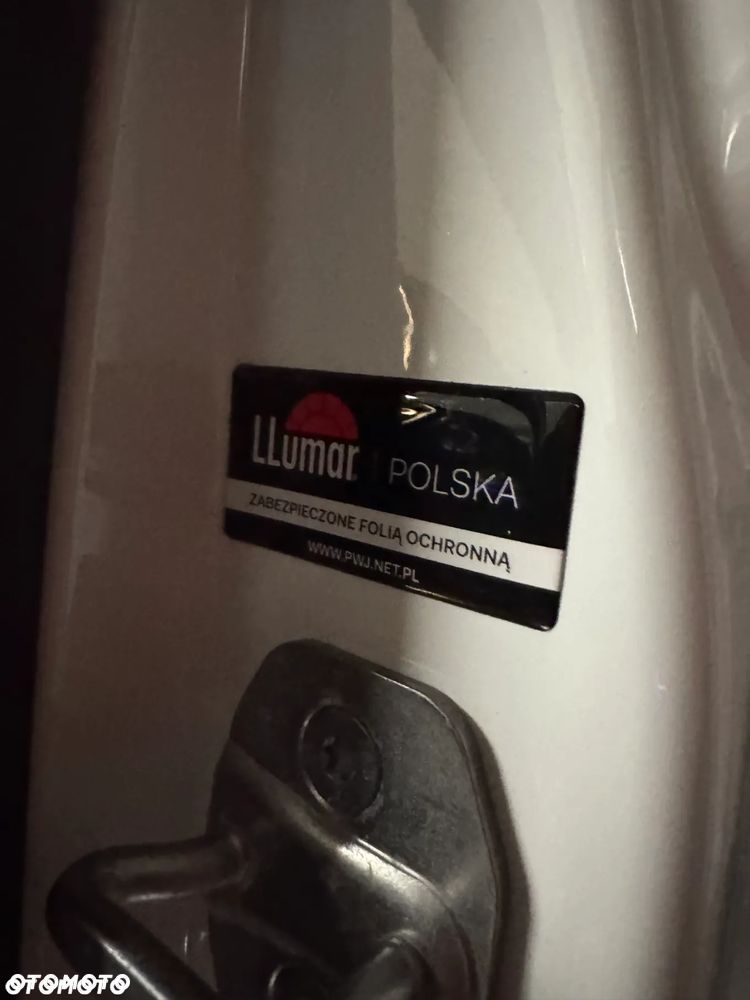 LLumar | POLSKA
ZABEZPIECZONE FOLIĄ OCHRONNĄ
WWW.PWJ.NET.PL
OTOMOTO